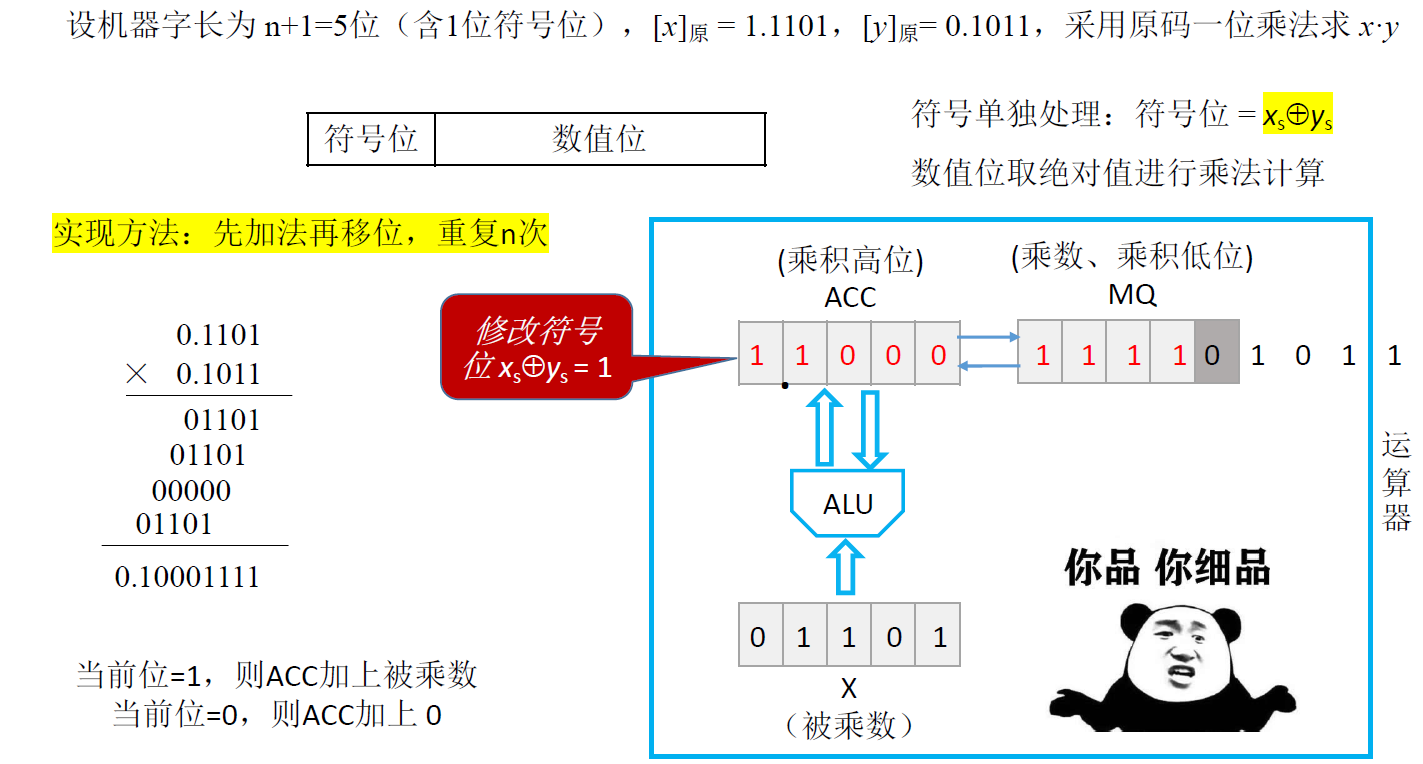 设机器字长为 n+1=5位（含1位符号位），[x]原 = 1.1101，[y]原= 0.1011，采用原码一位乘法求 x·y
符号位 数值位
符号单独处理：符号位 = xs⊕ys
数值位取绝对值进行乘法计算
实现方法：先加法再移位，重复n次
0.1101
× 0.1011
01101
01101
00000
01101
0.10001111
当前位=1，则ACC加上被乘数
当前位=0，则ACC加上 0
修改符号
位 xs⊕ys = 1
(乘积高位)
ACC
(乘数、乘积低位)
MQ
1 1 0 0 0
.
1 1 1 1 0 1 0 1 1
ALU
0 1 1 0 1
X
（被乘数）
运算器
你品 你细品